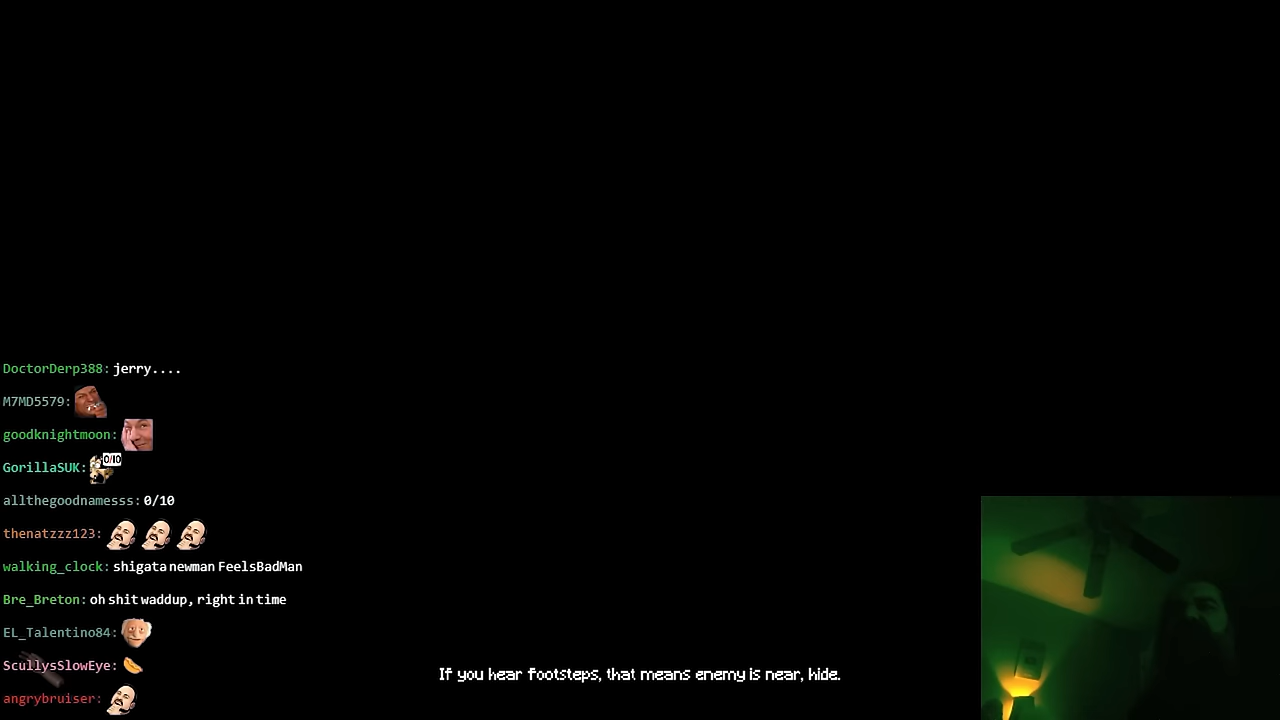 DoctorDerp388: jerry....
M7MD5579:
goodknightmoon:
GorillaSUK: 0/10
allthegoodnamesss: 0/10
thenatzzz123:
walking_clock: shigata newman FeelsBadMan
Bre_Breton: oh shit waddup, right in time
EL_Talentino84:
ScullysSlowEye:
If you hear footsteps, that means enemy is near, hide.
angrybruiser: